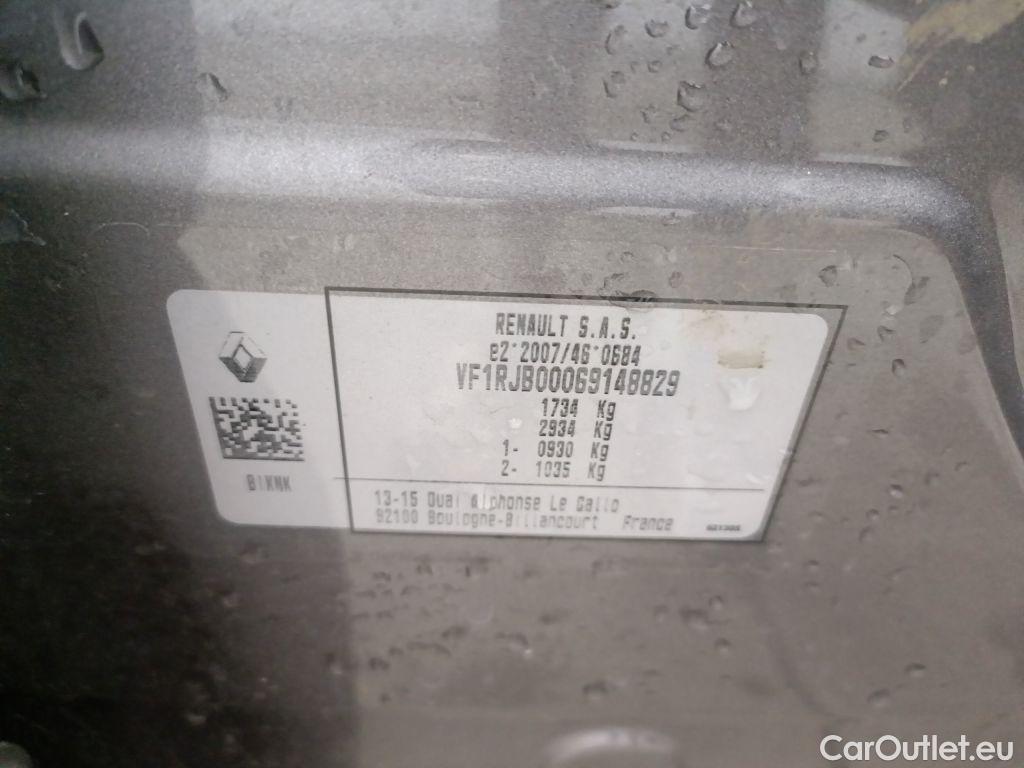 RENAULT S.A.S.
e2*2007/46*0684
VF1RJB00069148829
1734 Kg
2934 Kg
1- 0930 Kg
2- 1035 Kg
13-15 Quai Alphonse Le Gallo
92100 Boulogne-Billancourt France
CarOutlet.eu